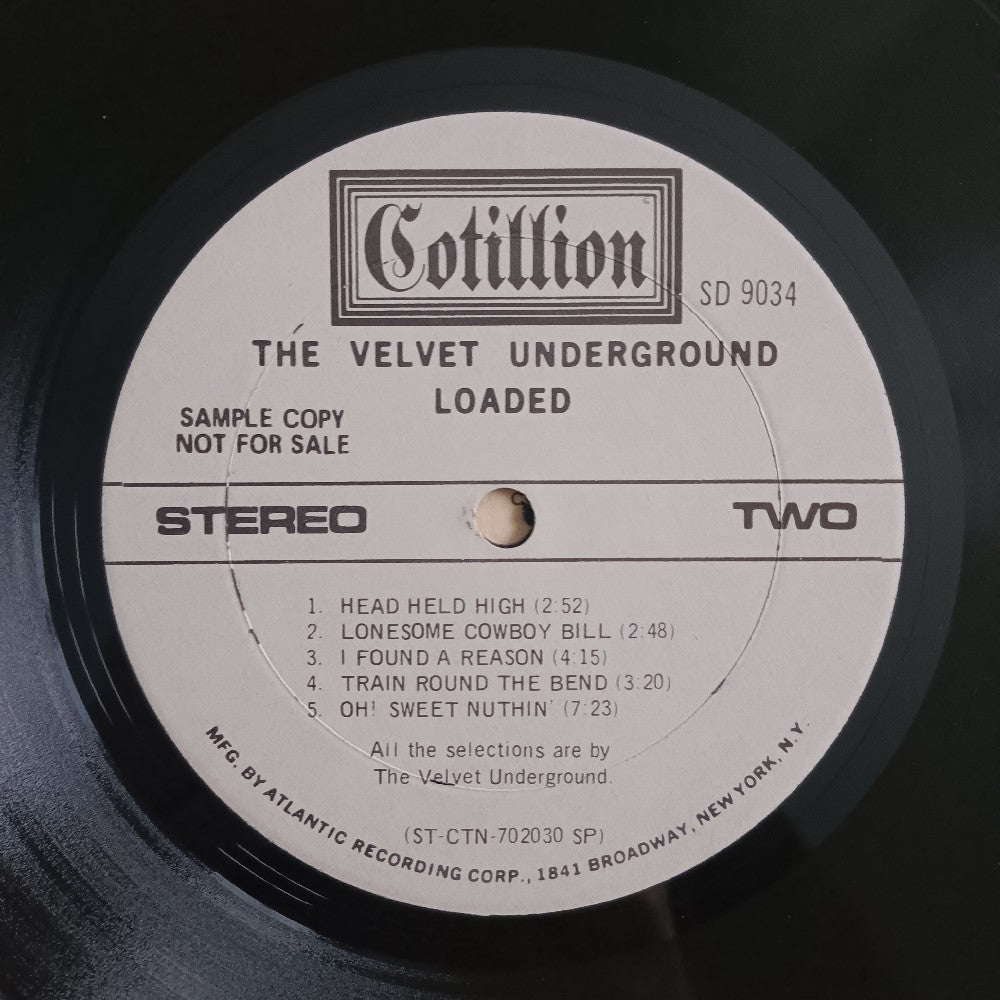 Cotillion
SD 9034
THE VELVET UNDERGROUND
LOADED
SAMPLE COPY
NOT FOR SALE
STEREO
TWO
1. HEAD HELD HIGH (2:52)
2. LONESOME COWBOY BILL (2:48)
3. I FOUND A REASON (4:15)
4. TRAIN ROUND THE BEND (3:20)
5. OH! SWEET NUTHIN' (7:23)
All the selections are by
The Velvet Underground.
(ST-CTN-702030 SP)
MFG. BY ATLANTIC RECORDING CORP., 1841 BROADWAY, NEW YORK, N.Y.